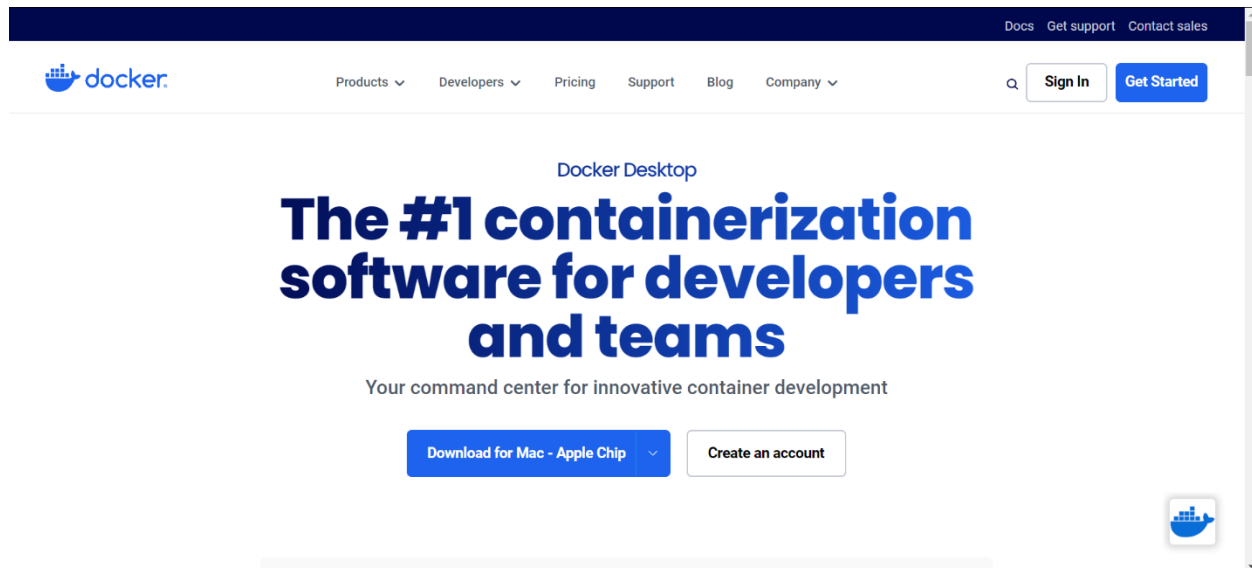 Docs Get support Contact sales
docker
Products Developers Pricing Support Blog Company Sign In Get Started
Docker Desktop
The #1 containerization
software for developers
and teams
Your command center for innovative container development
Download for Mac - Apple Chip Create an account